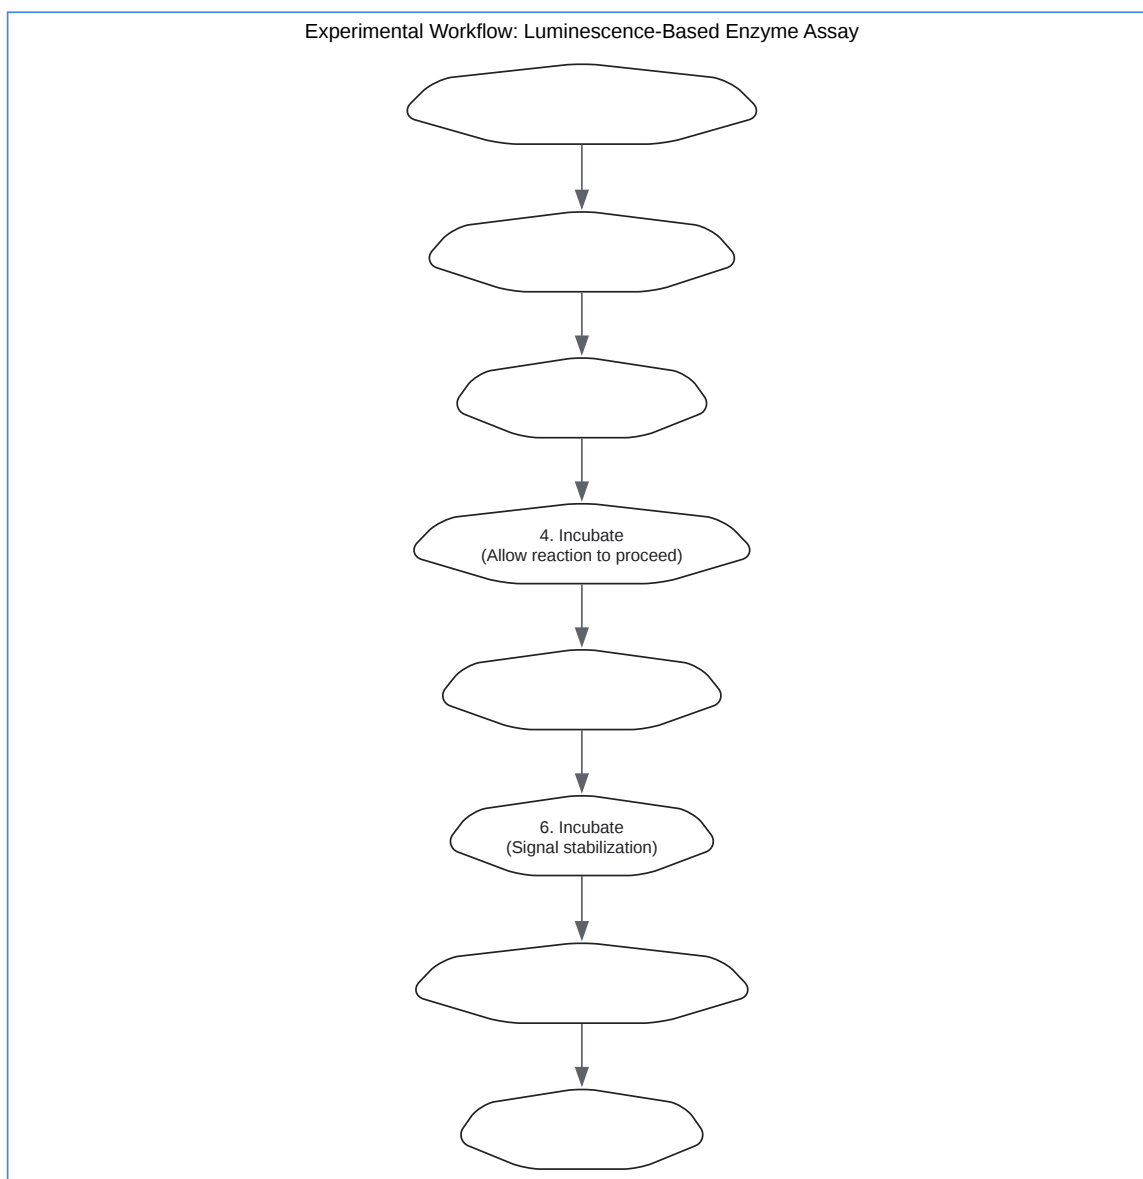 Experimental Workflow: Luminescence-Based Enzyme Assay
4. Incubate
(Allow reaction to proceed)
6. Incubate
(Signal stabilization)